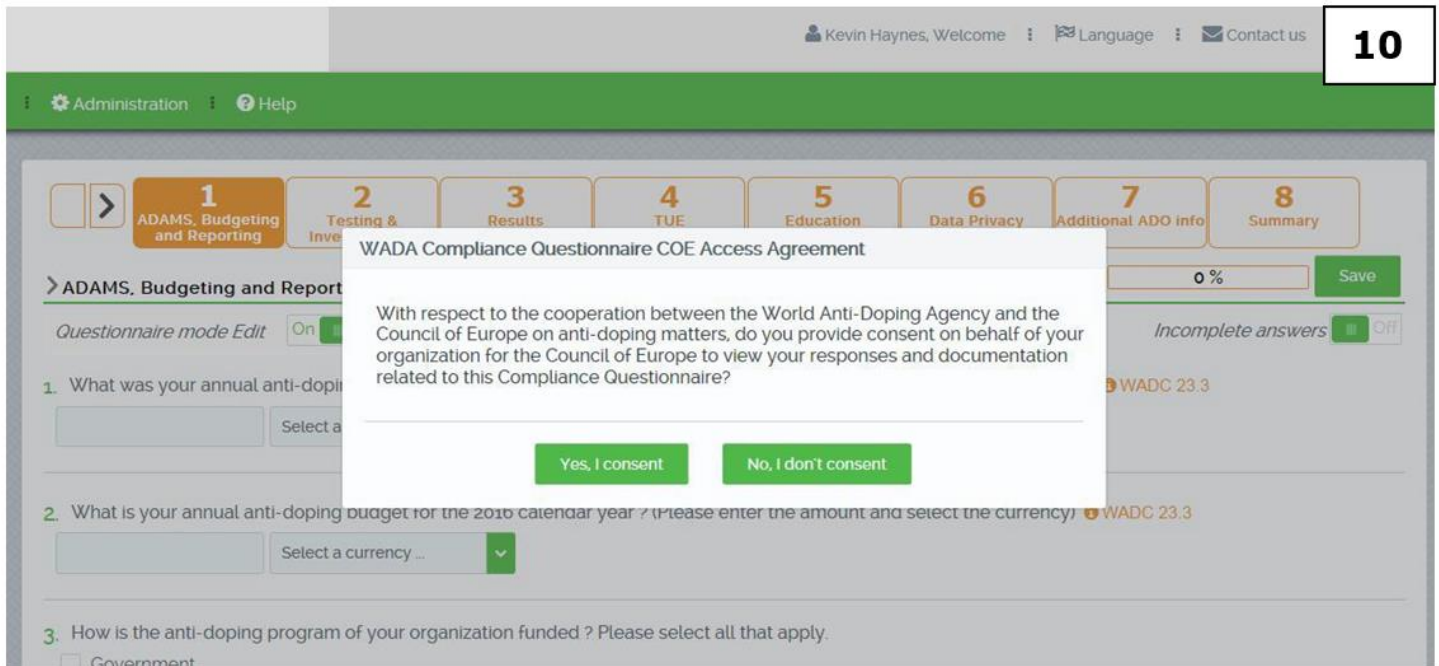 Kevin Haynes, Welcome Language Contact us
10
Administration Help
1 2 3 4 5 6 7 8
ADAMS, Budgeting and Reporting
Testing &
Results
TUE
Education
Data Privacy
Additional ADO info
Summary
WADA Compliance Questionnaire COE Access Agreement
ADAMS, Budgeting and Report
0 %
Save
With respect to the cooperation between the World Anti-Doping Agency and the
Council of Europe on anti-doping matters, do you provide consent on behalf of your
organization for the Council of Europe to view your responses and documentation
related to this Compliance Questionnaire?
Questionnaire mode Edit On
Incomplete answers Off
1. What was your annual anti-dopi
WADC 23.3
Select a
Yes, I consent No, I don't consent
2. What is your annual anti-doping budget for the 2016 calendar year ? (Please enter the amount and select the currency) WADC 23.3
Select a currency ...
3. How is the anti-doping program of your organization funded ? Please select all that apply.
Government